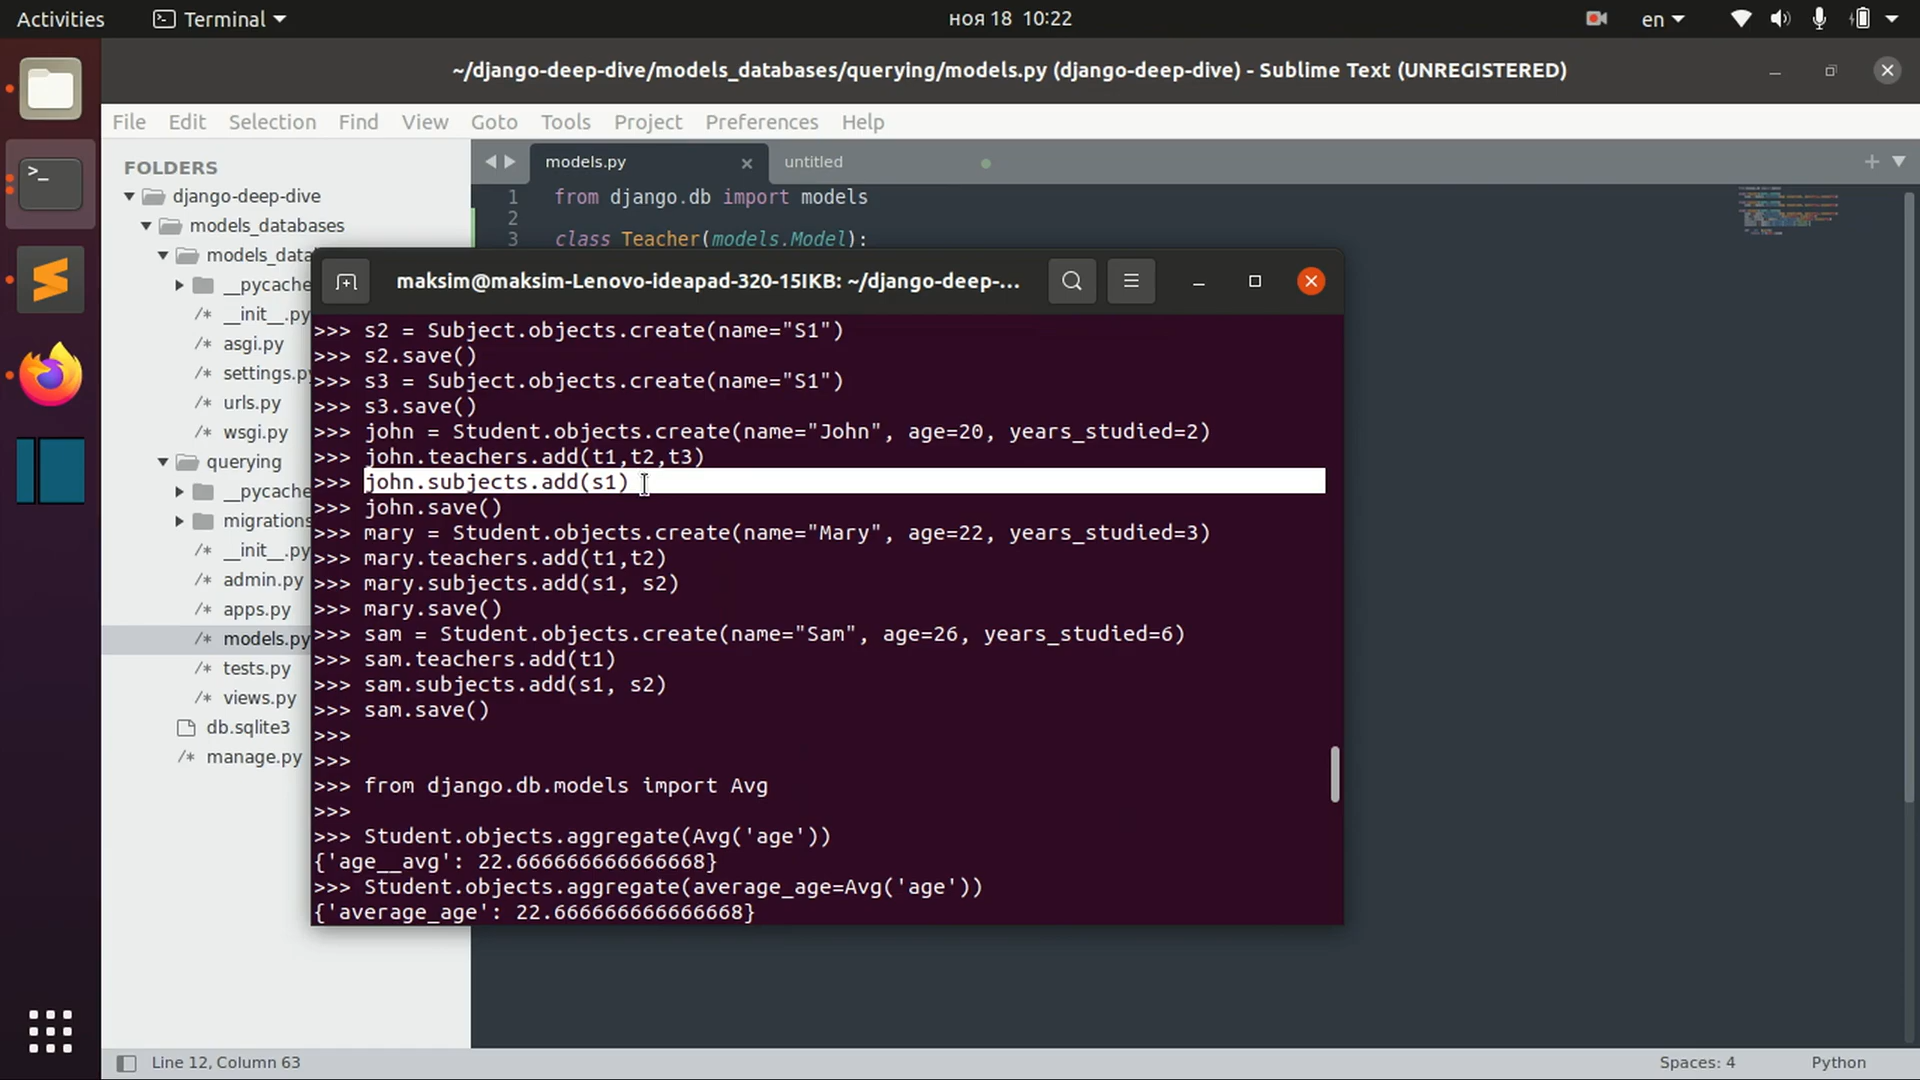 Activities
Terminal
ноя 18 10:22
en
~/django-deep-dive/models_databases/querying/models.py (django-deep-dive) - Sublime Text (UNREGISTERED)
File Edit Selection Find View Goto Tools Project Preferences Help
FOLDERS
django-deep-dive
models_databases
models_data
__pycache
__init__.py
asgi.py
settings.py
urls.py
wsgi.py
querying
__pycache
migrations
__init__.py
admin.py
apps.py
models.py
tests.py
views.py
db.sqlite3
manage.py
models.py
untitled
1 from django.db import models
2
3 class Teacher(models.Model):
maksim@maksim-Lenovo-ideapad-320-15IKB: ~/django-deep-...
>>> s2 = Subject.objects.create(name="S1")
>>> s2.save()
>>> s3 = Subject.objects.create(name="S1")
>>> s3.save()
>>> john = Student.objects.create(name="John", age=20, years_studied=2)
>>> john.teachers.add(t1,t2,t3)
>>> john.subjects.add(s1)
>>> john.save()
>>> mary = Student.objects.create(name="Mary", age=22, years_studied=3)
>>> mary.teachers.add(t1,t2)
>>> mary.subjects.add(s1, s2)
>>> mary.save()
>>> sam = Student.objects.create(name="Sam", age=26, years_studied=6)
>>> sam.teachers.add(t1)
>>> sam.subjects.add(s1, s2)
>>> sam.save()
>>>
>>>
>>> from django.db.models import Avg
>>>
>>> Student.objects.aggregate(Avg('age'))
{'age__avg': 22.666666666666668}
>>> Student.objects.aggregate(average_age=Avg('age'))
{'average_age': 22.666666666666668}
Line 12, Column 63
Spaces: 4
Python